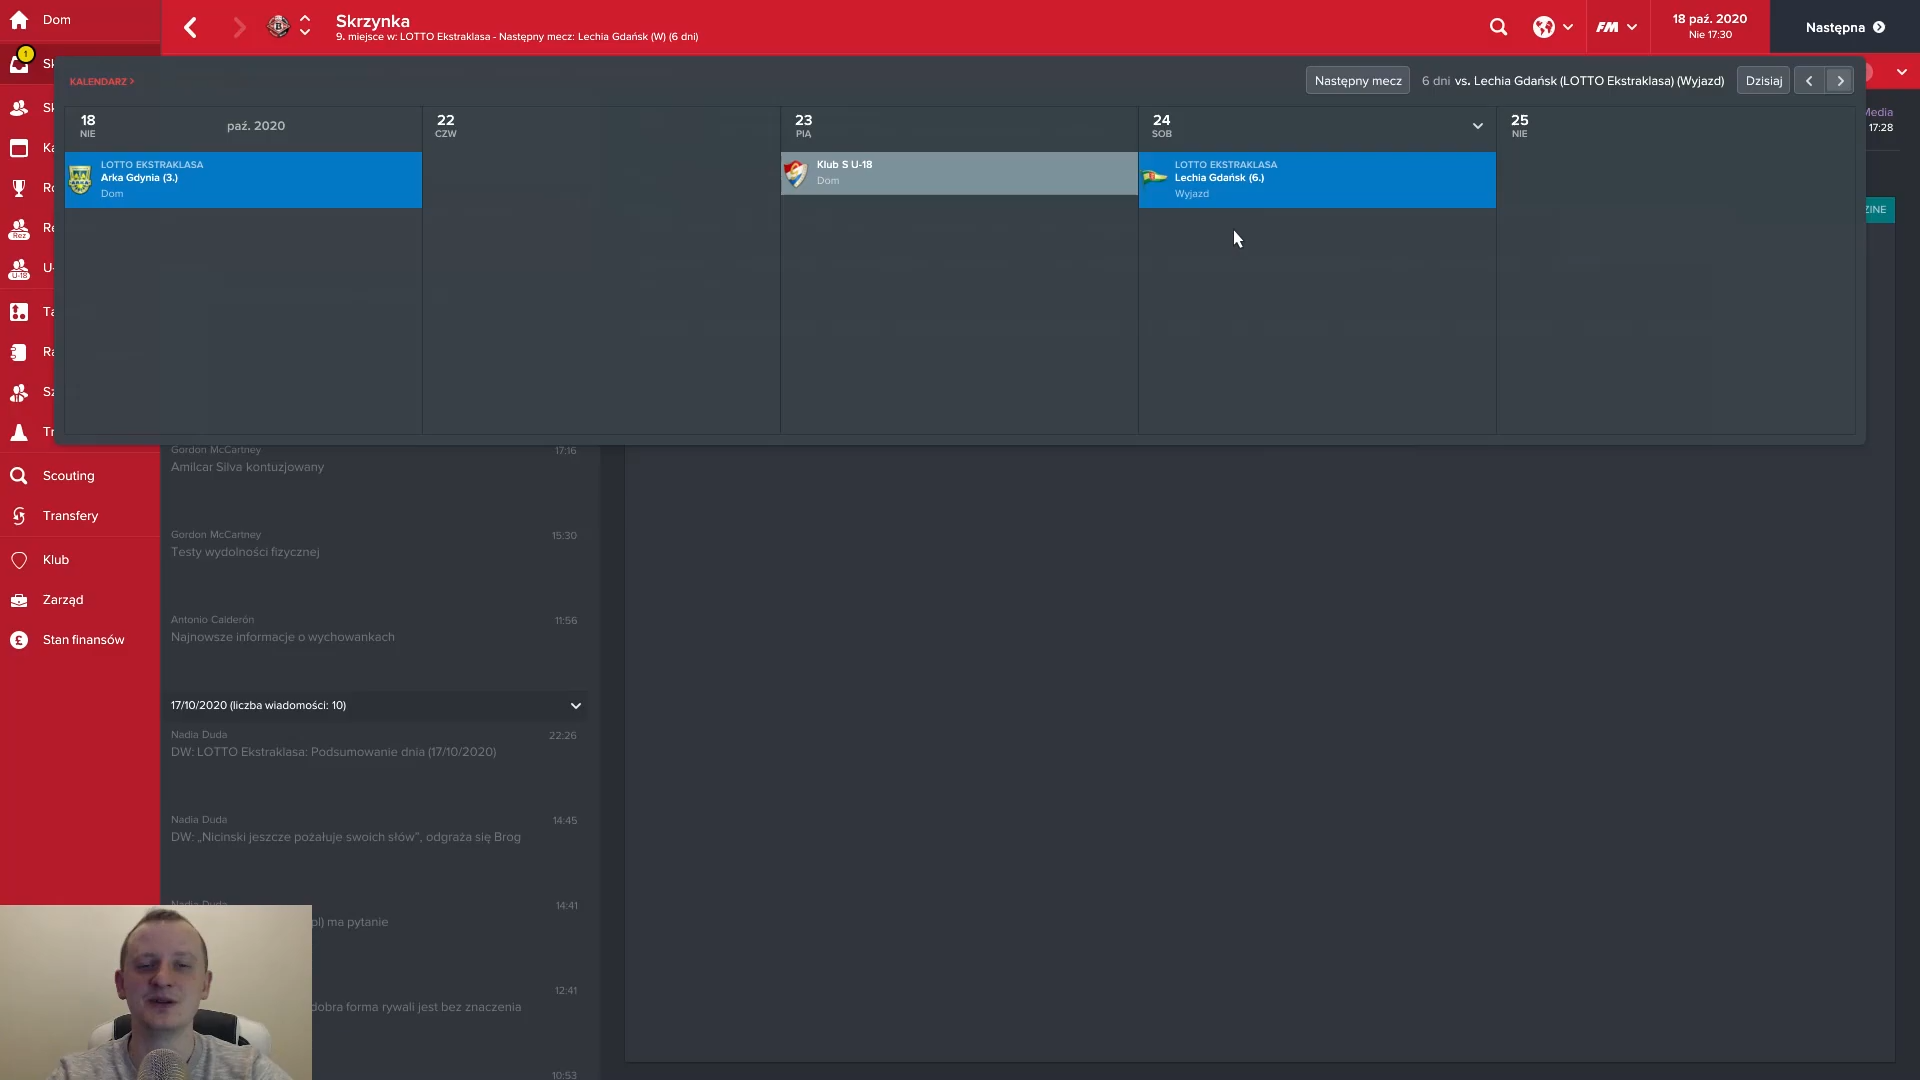 Dom
Skrzynka
9. miejsce w: LOTTO Ekstraklasa - Następny mecz: Lechia Gdańsk (W) (6 dni)
FM
18 paź. 2020
Nie 17:30
Następna
1
KALENDARZ >
Następny mecz
6 dni vs. Lechia Gdańsk (LOTTO Ekstraklasa) (Wyjazd)
Dzisiaj
18
NIE
paź. 2020
22
CZW
23
PIĄ
24
SOB
25
NIE
Media
17:28
LOTTO EKSTRAKLASA
Arka Gdynia (3.)
Dom
Klub S U-18
Dom
LOTTO EKSTRAKLASA
Lechia Gdańsk (6.)
Wyjazd
Rez
U-18
Scouting
Transfery
Klub
Zarząd
Stan finansów
Gordon McCartney
17:16
Amilcar Silva kontuzjowany
Gordon McCartney
15:30
Testy wydolności fizycznej
Antonio Calderón
11:56
Najnowsze informacje o wychowankach
17/10/2020 (liczba wiadomości: 10)
Nadia Duda
22:26
DW: LOTTO Ekstraklasa: Podsumowanie dnia (17/10/2020)
Nadia Duda
14:45
DW: „Nicinski jeszcze pożałuje swoich słów”, odgraża się Brog
Nadia Duda
14:41
pl) ma pytanie
12:41
dobra forma rywali jest bez znaczenia
10:53